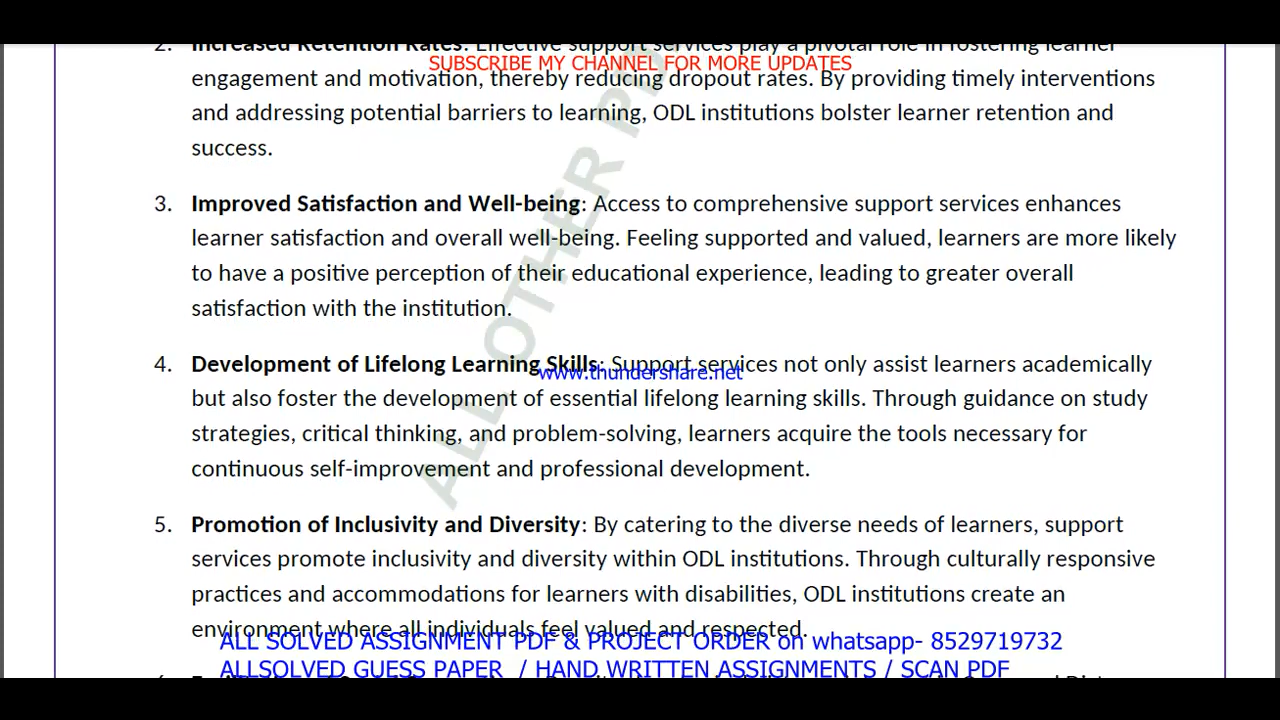 2. Increased Retention Rates: Effective support services play a pivotal role in fostering learner
SUBSCRIBE MY CHANNEL FOR MORE UPDATES
engagement and motivation, thereby reducing dropout rates. By providing timely interventions
and addressing potential barriers to learning, ODL institutions bolster learner retention and
success.
3. Improved Satisfaction and Well-being: Access to comprehensive support services enhances
learner satisfaction and overall well-being. Feeling supported and valued, learners are more likely
to have a positive perception of their educational experience, leading to greater overall
satisfaction with the institution.
4. Development of Lifelong Learning Skills: Support services not only assist learners academically
www.thundershare.net
but also foster the development of essential lifelong learning skills. Through guidance on study
strategies, critical thinking, and problem-solving, learners acquire the tools necessary for
continuous self-improvement and professional development.
5. Promotion of Inclusivity and Diversity: By catering to the diverse needs of learners, support
services promote inclusivity and diversity within ODL institutions. Through culturally responsive
practices and accommodations for learners with disabilities, ODL institutions create an
environment where all individuals feel valued and respected.
ALL SOLVED ASSIGNMENT PDF & PROJECT ORDER on whatsapp- 8529719732
ALLSOLVED GUESS PAPER / HAND WRITTEN ASSIGNMENTS / SCAN PDF
ALL OTHER